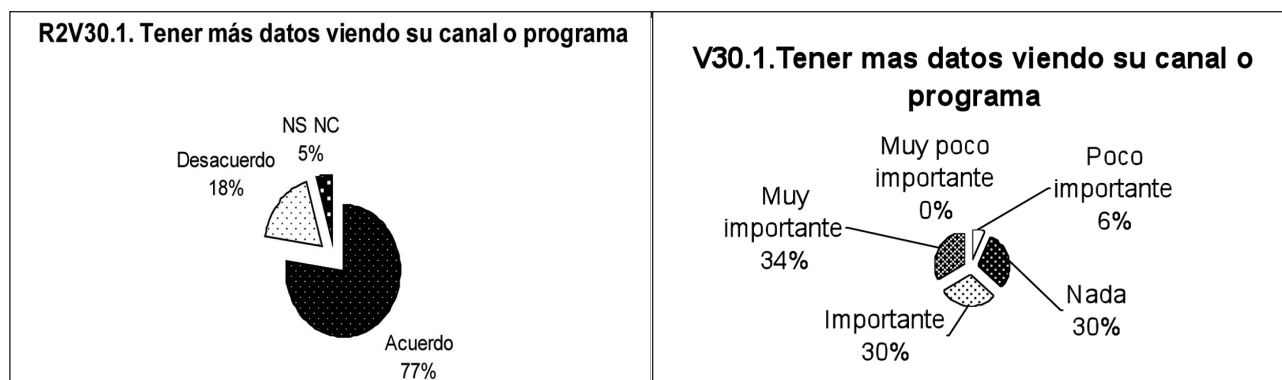 R2V30.1. Tener más datos viendo su canal o programa
NS NC
5%
Desacuerdo
18%
Acuerdo
77%
V30.1.Tener mas datos viendo su canal o
programa
Muy poco
importante
0%
Poco
importante
6%
Muy
importante
34%
Nada
30%
Importante
30%